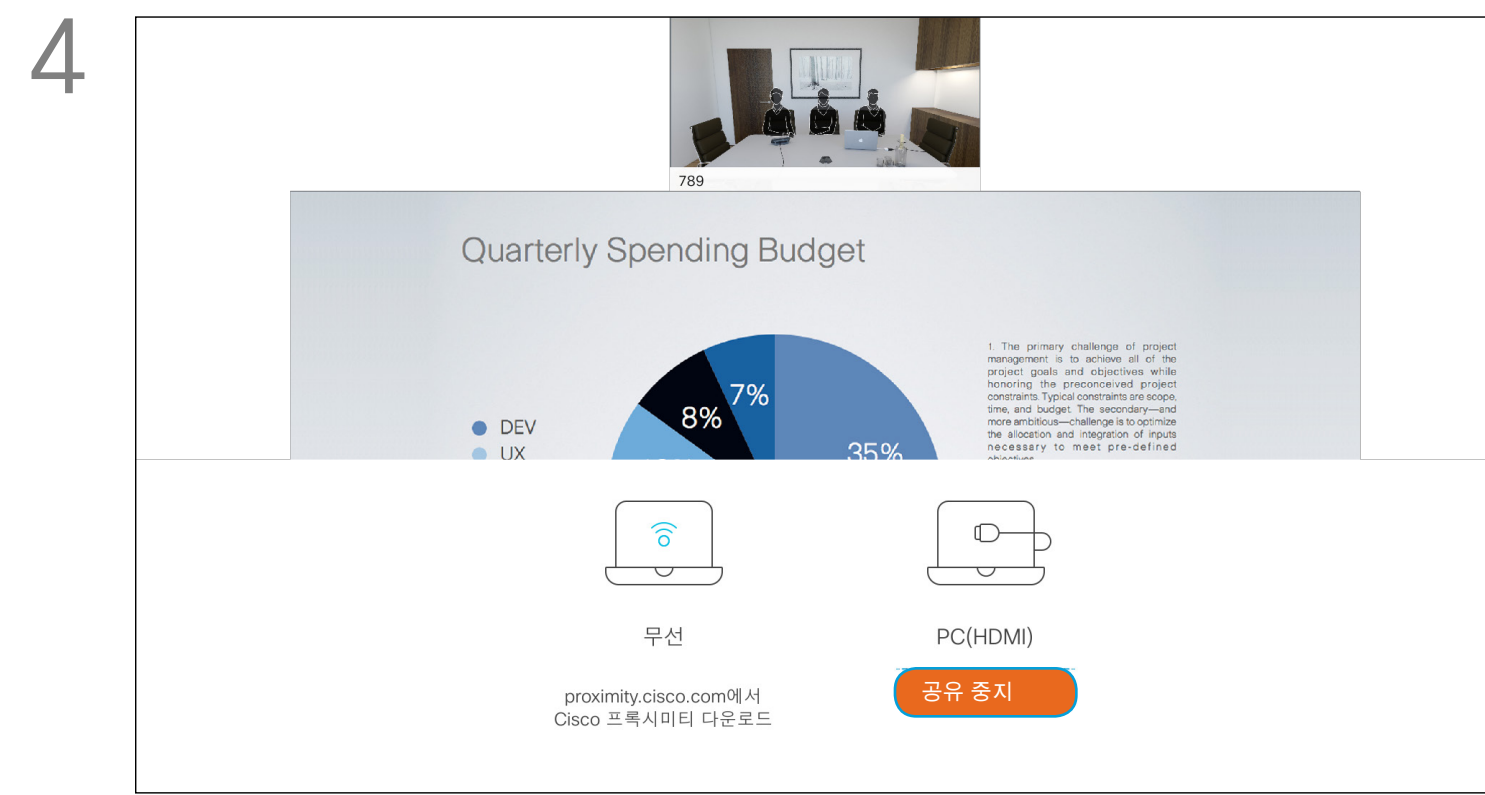 4
789
Quarterly Spending Budget
1. The primary challenge of project
management is to achieve all of the
project goals and objectives while
honoring the preconceived project
constraints. Typical constraints are scope,
time, and budget. The secondary—and
more ambitious—challenge is to optimize
the allocation and integration of inputs
necessary to meet pre-defined
7%
8%
35%
DEV
UX
무선
PC(HDMI)
proximity.cisco.com에서
Cisco 프록시미티 다운로드
공유 중지